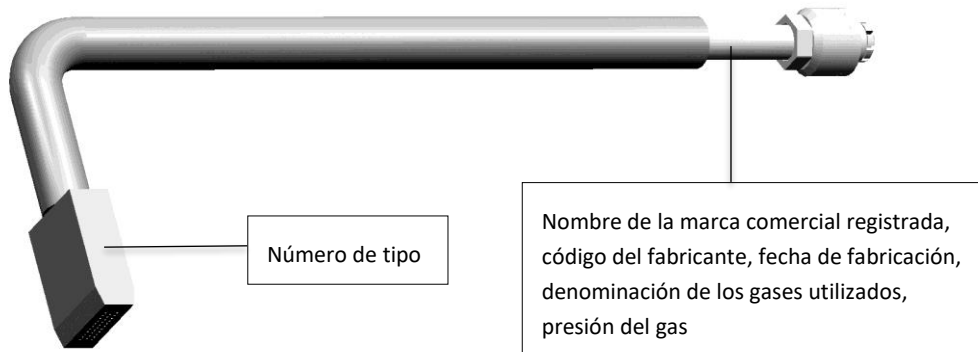 Número de tipo
Nombre de la marca comercial registrada,
código del fabricante, fecha de fabricación,
denominación de los gases utilizados,
presión del gas